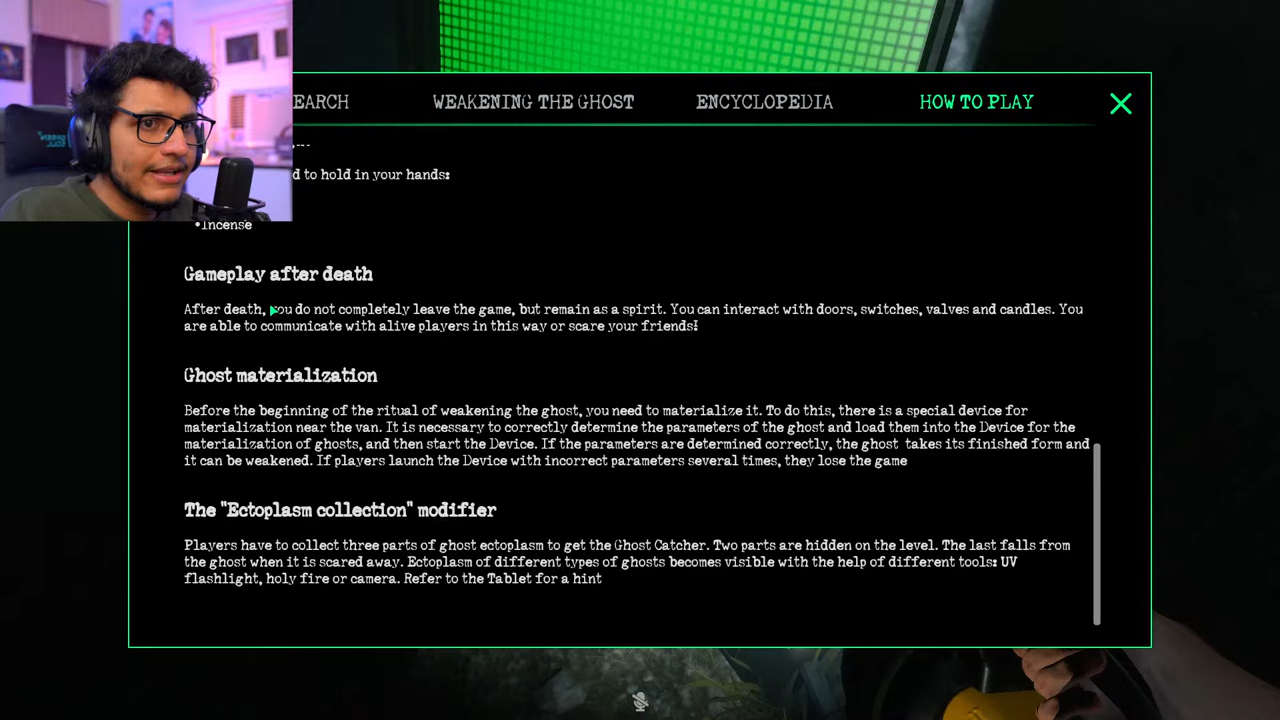 EARCH
WEAKENING THE GHOST
ENCYCLOPEDIA
HOW TO PLAY
d to hold in your hands:
•Incense
Gameplay after death
After death, you do not completely leave the game, but remain as a spirit. You can interact with doors, switches, valves and candles. You
are able to communicate with alive players in this way or scare your friends!
Ghost materialization
Before the beginning of the ritual of weakening the ghost, you need to materialize it. To do this, there is a special device for
materialization near the van. It is necessary to correctly determine the parameters of the ghost and load them into the Device for the
materialization of ghosts, and then start the Device. If the parameters are determined correctly, the ghost takes its finished form and
it can be weakened. If players launch the Device with incorrect parameters several times, they lose the game
The "Ectoplasm collection" modifier
Players have to collect three parts of ghost ectoplasm to get the Ghost Catcher. Two parts are hidden on the level. The last falls from
the ghost when it is scared away. Ectoplasm of different types of ghosts becomes visible with the help of different tools: UV
flashlight, holy fire or camera. Refer to the Tablet for a hint